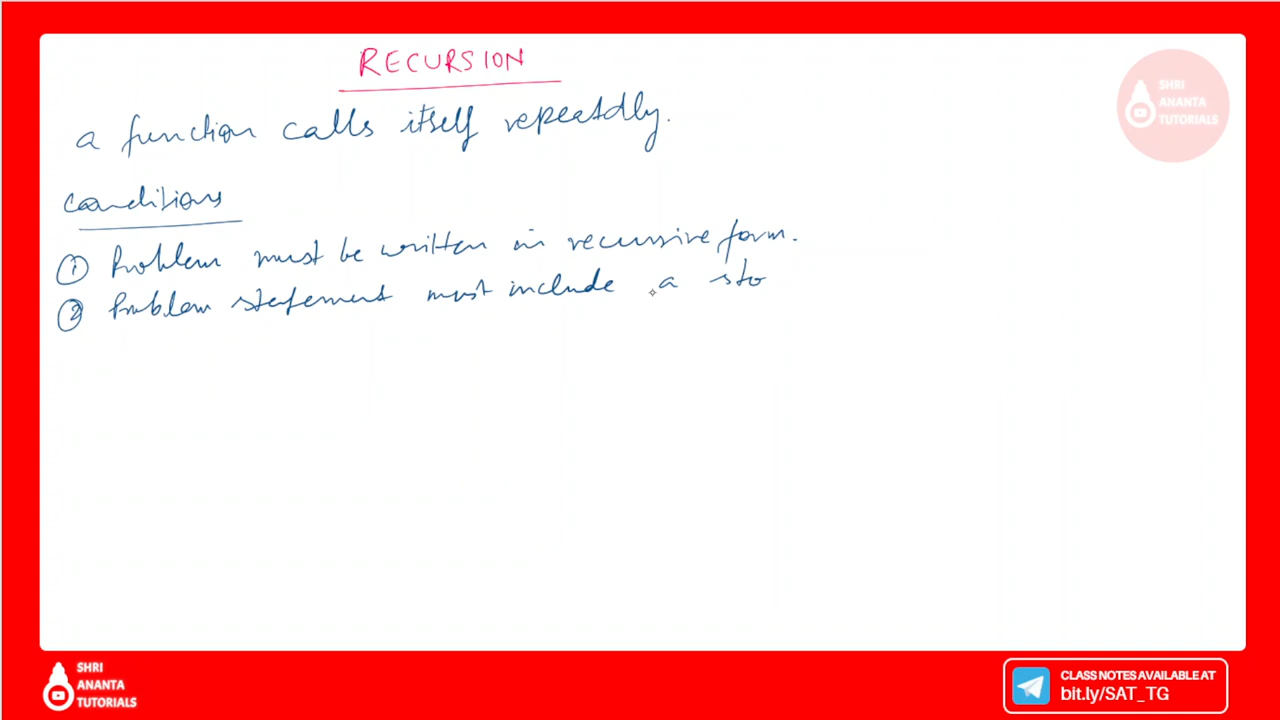 RECURSION
a function calls itself repeatdly.
Conditions
① Problem must be written in recursive form.
② Problem statement must include a sto
SHRI
ANANTA
TUTORIALS
SHRI
ANANTA
TUTORIALS
CLASS NOTES AVAILABLE AT
bit.ly/SAT_TG